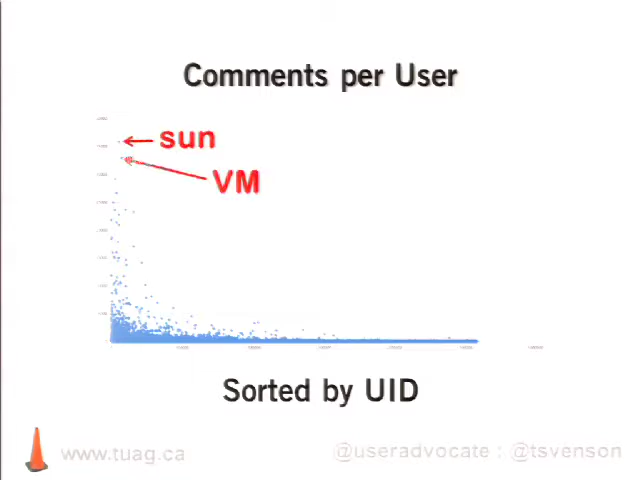 Comments per User
sun
VM
Sorted by UID
www.tuag.ca
@useradvocate : @tsvenson